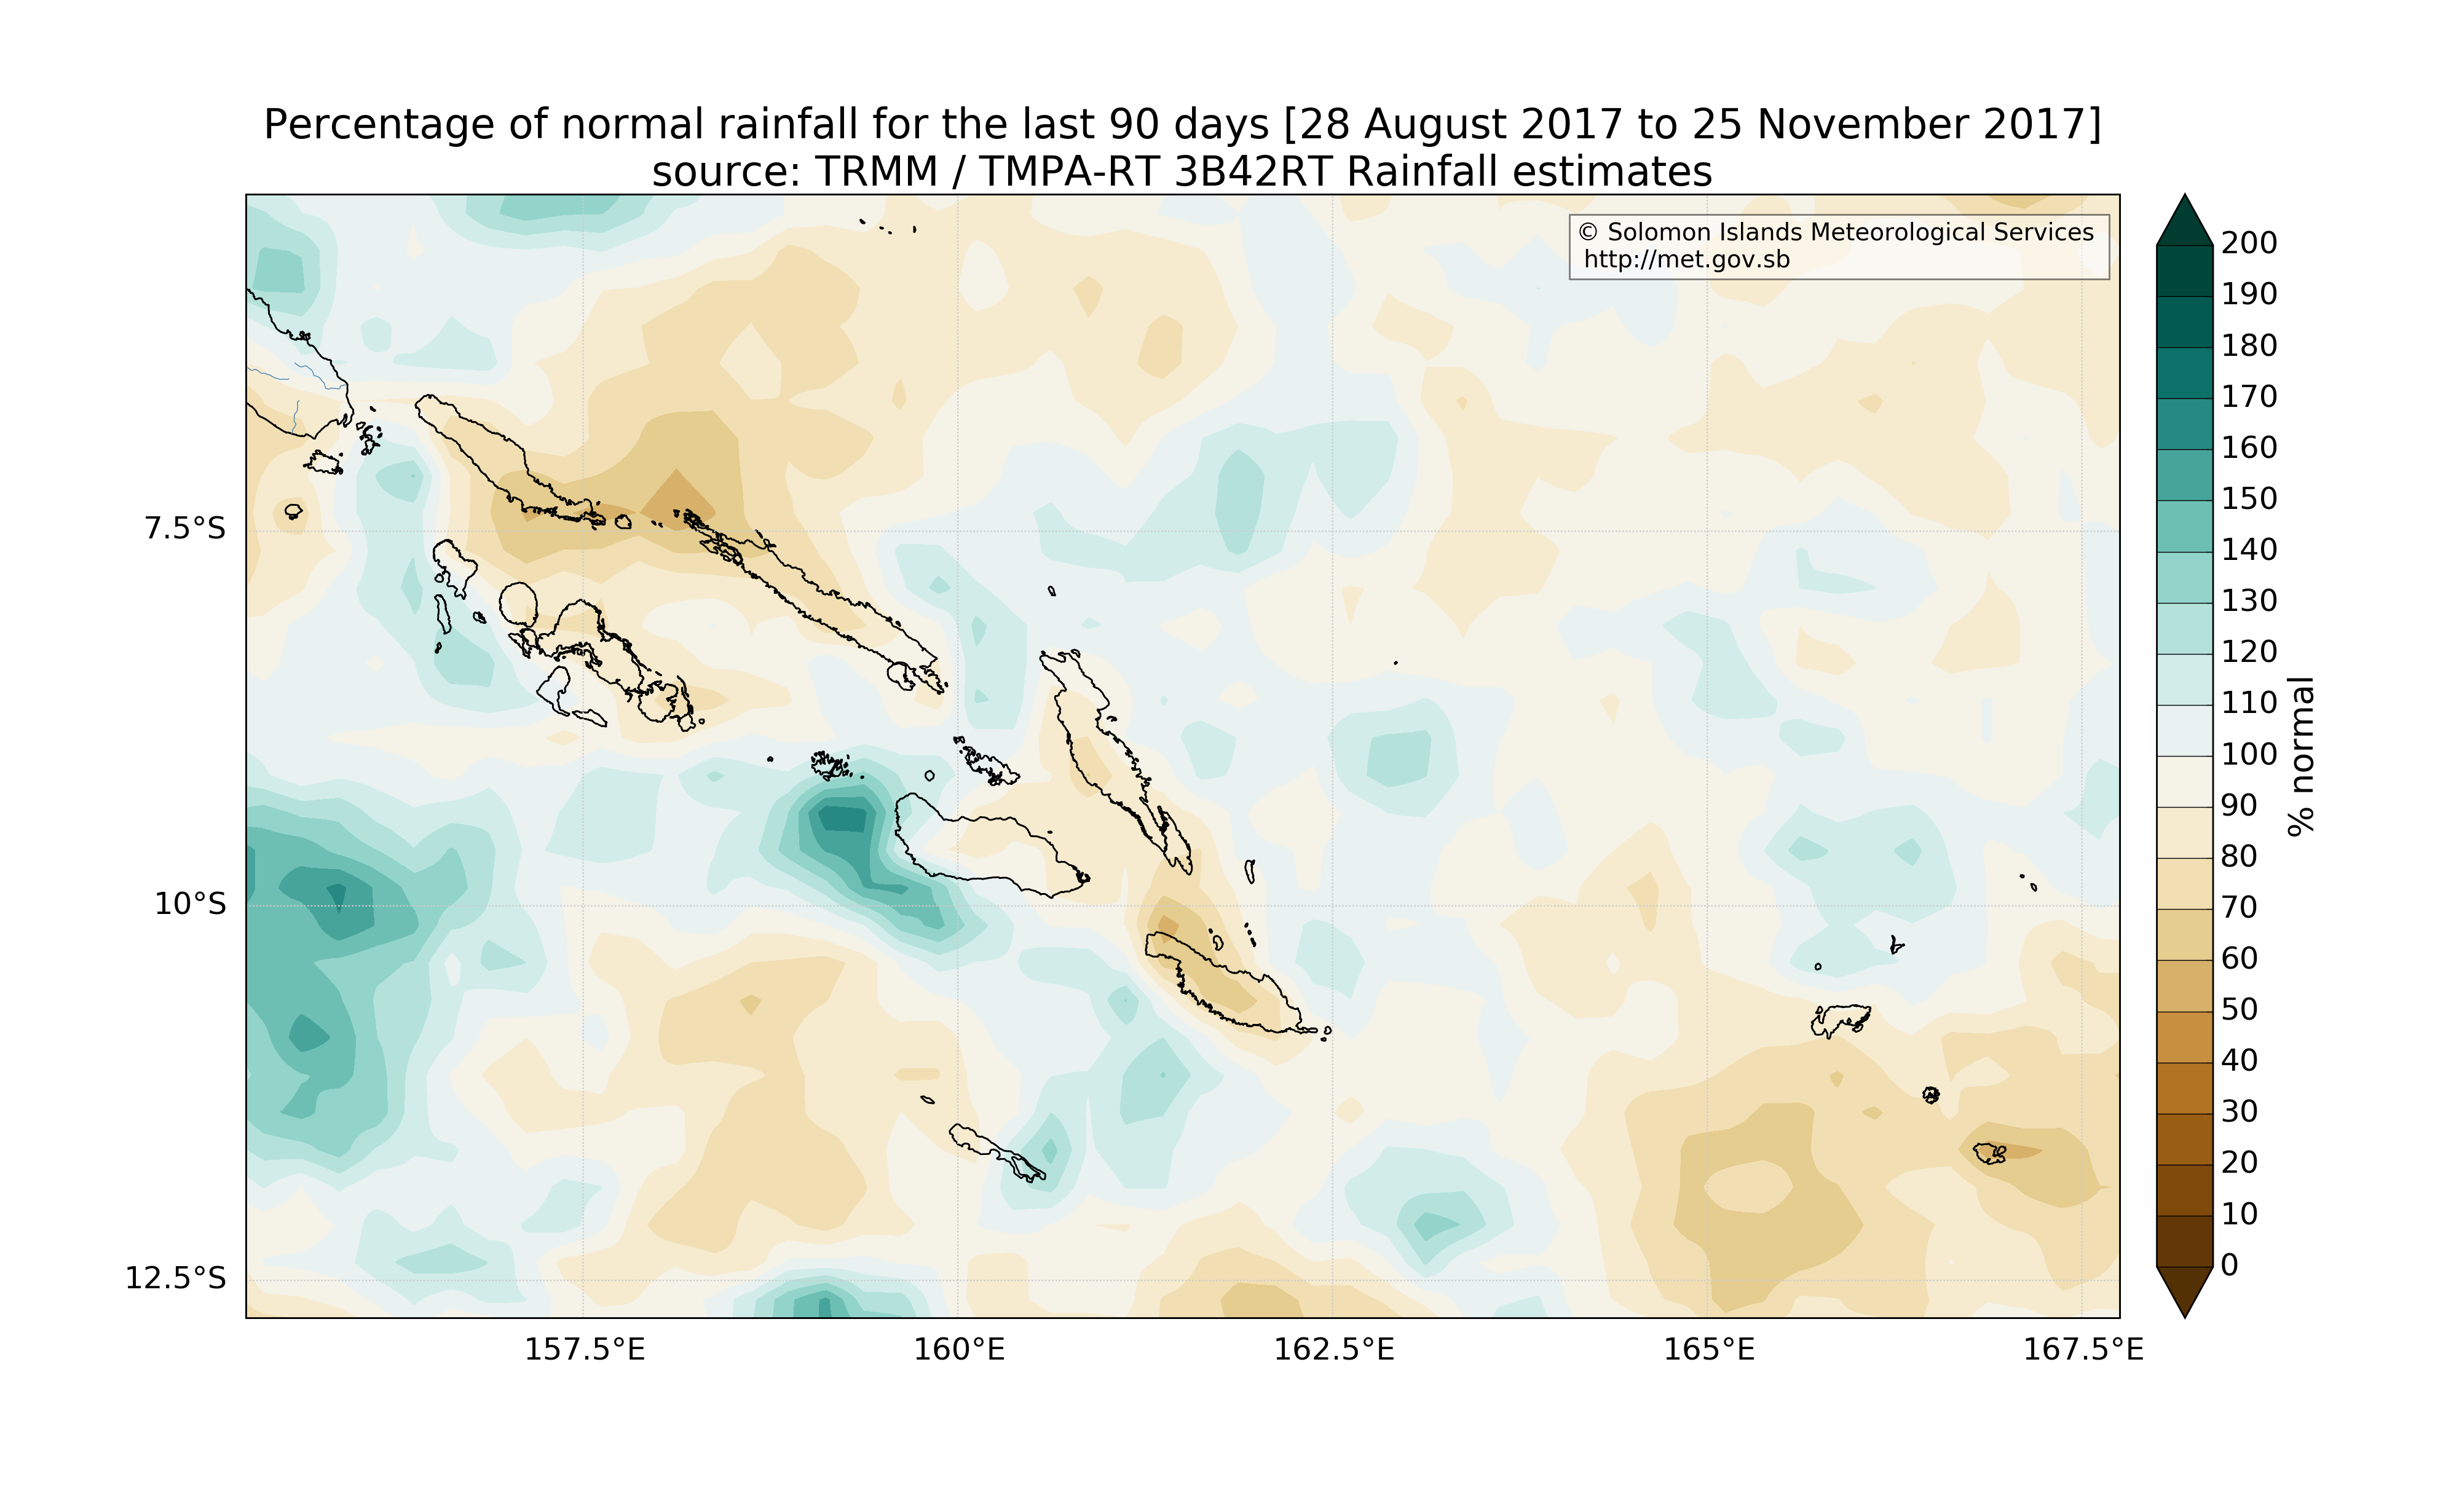 Percentage of normal rainfall for the last 90 days [28 August 2017 to 25 November 2017]
source: TRMM / TMPA-RT 3B42RT Rainfall estimates
© Solomon Islands Meteorological Services
http://met.gov.sb
7.5°S
10°S
12.5°S
157.5°E
160°E
162.5°E
165°E
167.5°E
200
190
180
170
160
150
140
130
120
110
100
90
80
70
60
50
40
30
20
10
0
% normal